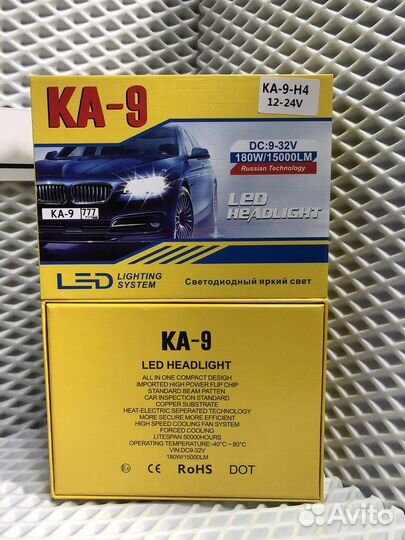 KA-9
KA-9-H4
12-24V
DC:9-32V
180W/15000LM
Russian Technology
LED
HEADLIGHT
KA-9 777
LED LIGHTING
SYSTEM
Светодиодный яркий свет
KA-9
LED HEADLIGHT
ALL IN ONE COMPACT DESIGH
IMPORTED HIGH POWER FLIP CHIP
STANDARD BEAM PATTEN
CAR INSPECTION STANDARD
COPPER SUBSTRATE
HEAT-ELECTRIC SEPERATED TECHNOLOGY
MORE SECURE MORE EFFICIENT
HIGH SPEED COOLING FAN SYSTEM
FORCED COOLING
LITESPAN:50000HOURS
OPERATING TEMPERATURE:-40°C ~ 80°C
VIN:DC9-32V
180W/15000LM
CE RoHS DOT
Avito